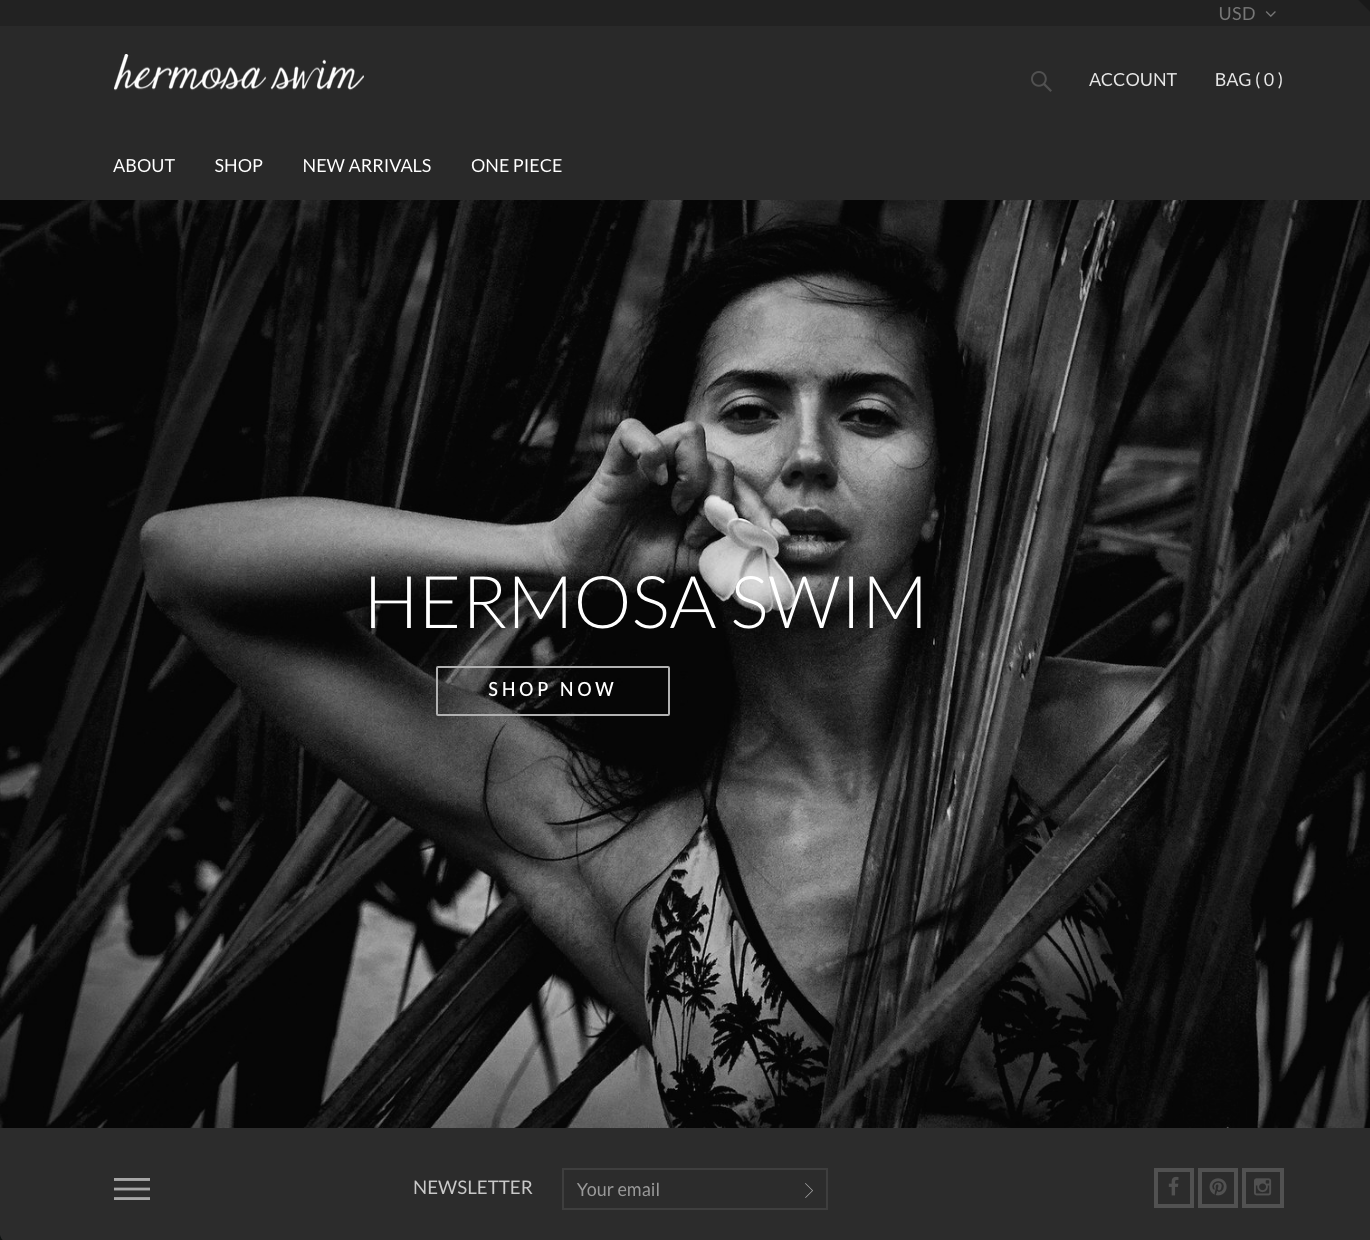 USD
hermosa swim
ACCOUNT BAG ( 0 )
ABOUT SHOP NEW ARRIVALS ONE PIECE
HERMOSA SWIM
SHOP NOW
NEWSLETTER Your email